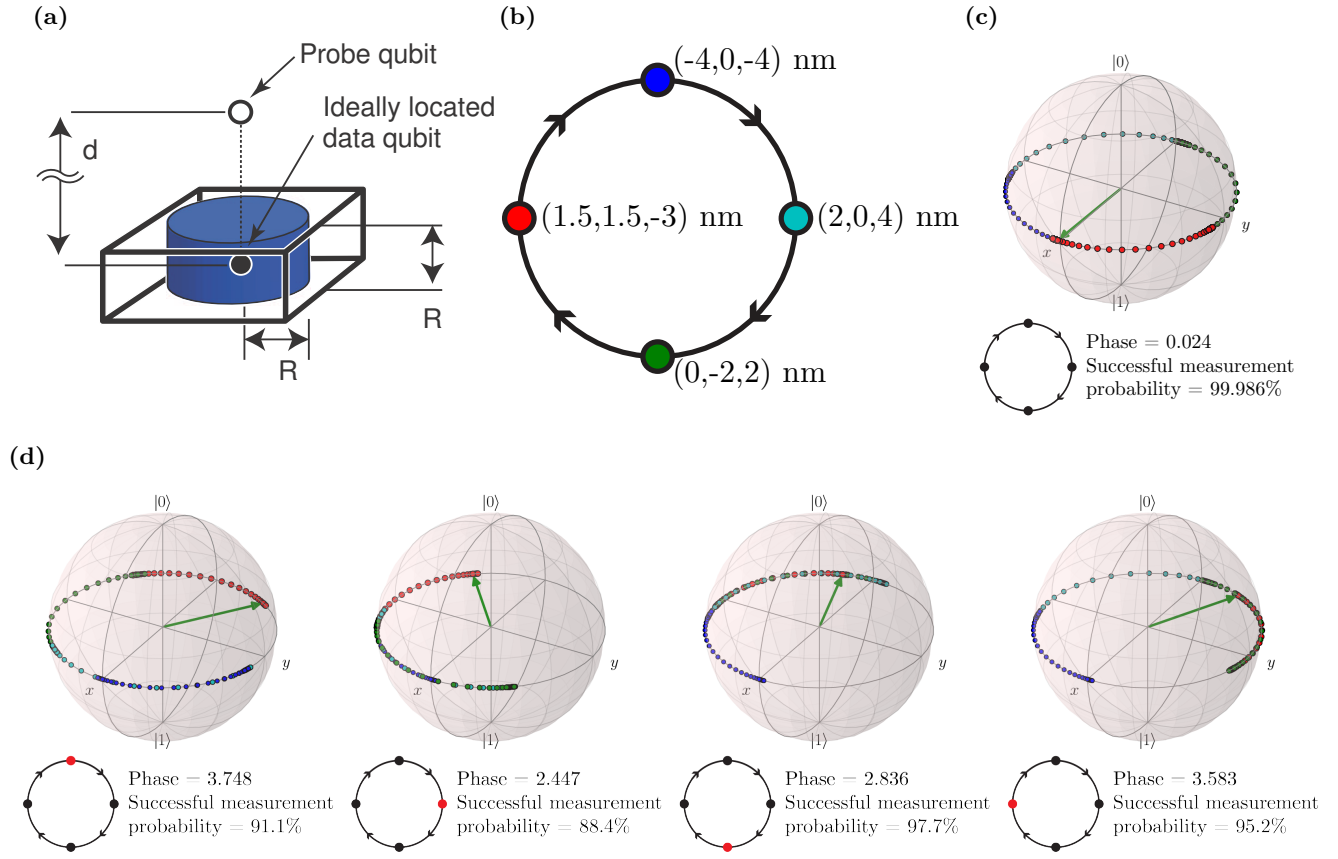 (a)
Probe qubit
Ideally located
data qubit
d
R
R
(b)
(-4,0,-4) nm
(1.5,1.5,-3) nm
(2,0,4) nm
(0,-2,2) nm
(c)
|0⟩
y
x
|1⟩
Phase = 0.024
Successful measurement
probability = 99.986%
(d)
|0⟩
y
x
|1⟩
Phase = 3.748
Successful measurement
probability = 91.1%
|0⟩
y
x
|1⟩
Phase = 2.447
Successful measurement
probability = 88.4%
|0⟩
y
x
|1⟩
Phase = 2.836
Successful measurement
probability = 97.7%
|0⟩
y
x
|1⟩
Phase = 3.583
Successful measurement
probability = 95.2%